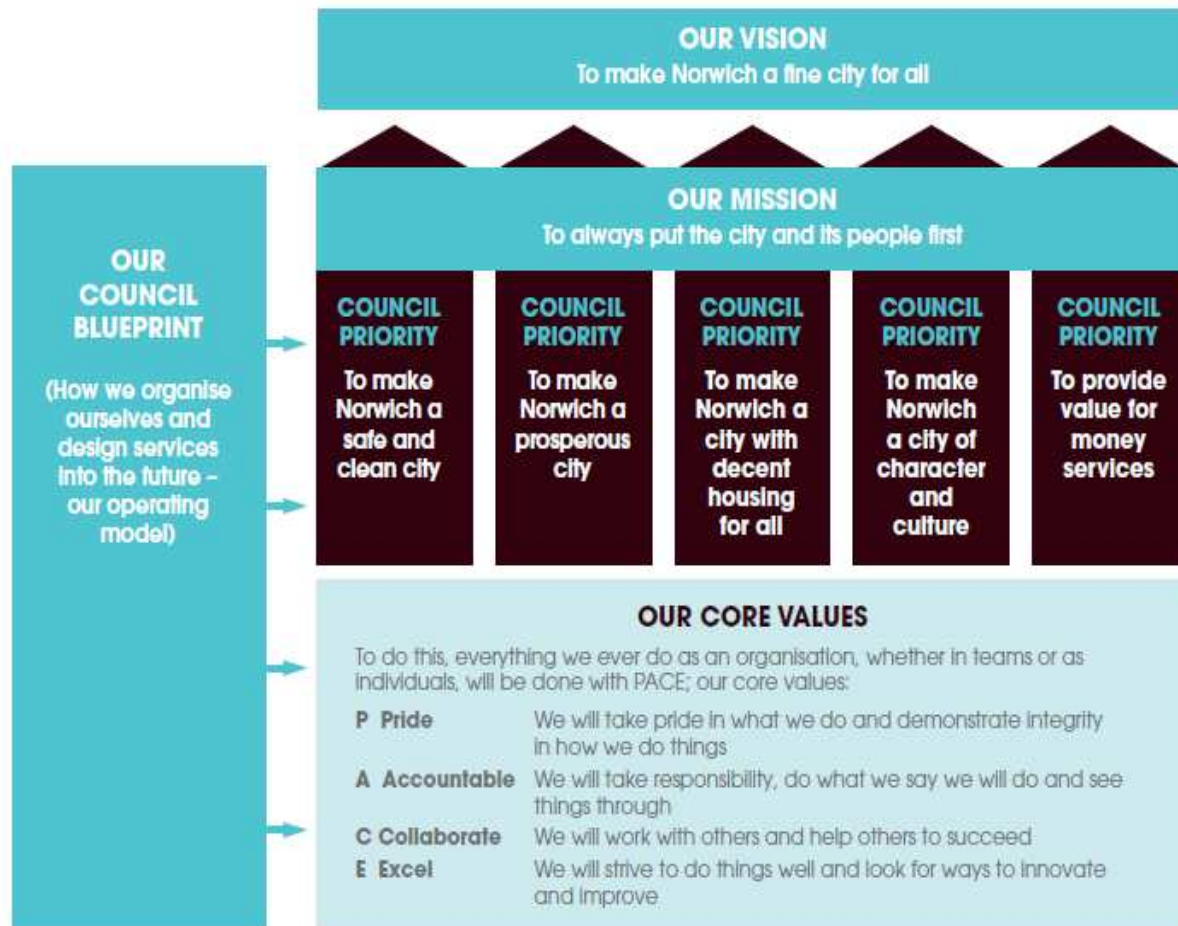 OUR VISION
To make Norwich a fine city for all
OUR MISSION
To always put the city and its people first
OUR
COUNCIL
BLUEPRINT
(How we organise
ourselves and
design services
into the future –
our operating
model)
COUNCIL
PRIORITY
To make
Norwich a
safe and
clean city
COUNCIL
PRIORITY
To make
Norwich a
prosperous
city
COUNCIL
PRIORITY
To make
Norwich a
city with
decent
housing
for all
COUNCIL
PRIORITY
To make
Norwich
a city of
character
and
culture
COUNCIL
PRIORITY
To provide
value for
money
services
OUR CORE VALUES
To do this, everything we ever do as an organisation, whether in teams or as
individuals, will be done with PACE; our core values:
P Pride We will take pride in what we do and demonstrate integrity
in how we do things
A Accountable We will take responsibility, do what we say we will do and see
things through
C Collaborate We will work with others and help others to succeed
E Excel We will strive to do things well and look for ways to innovate
and improve